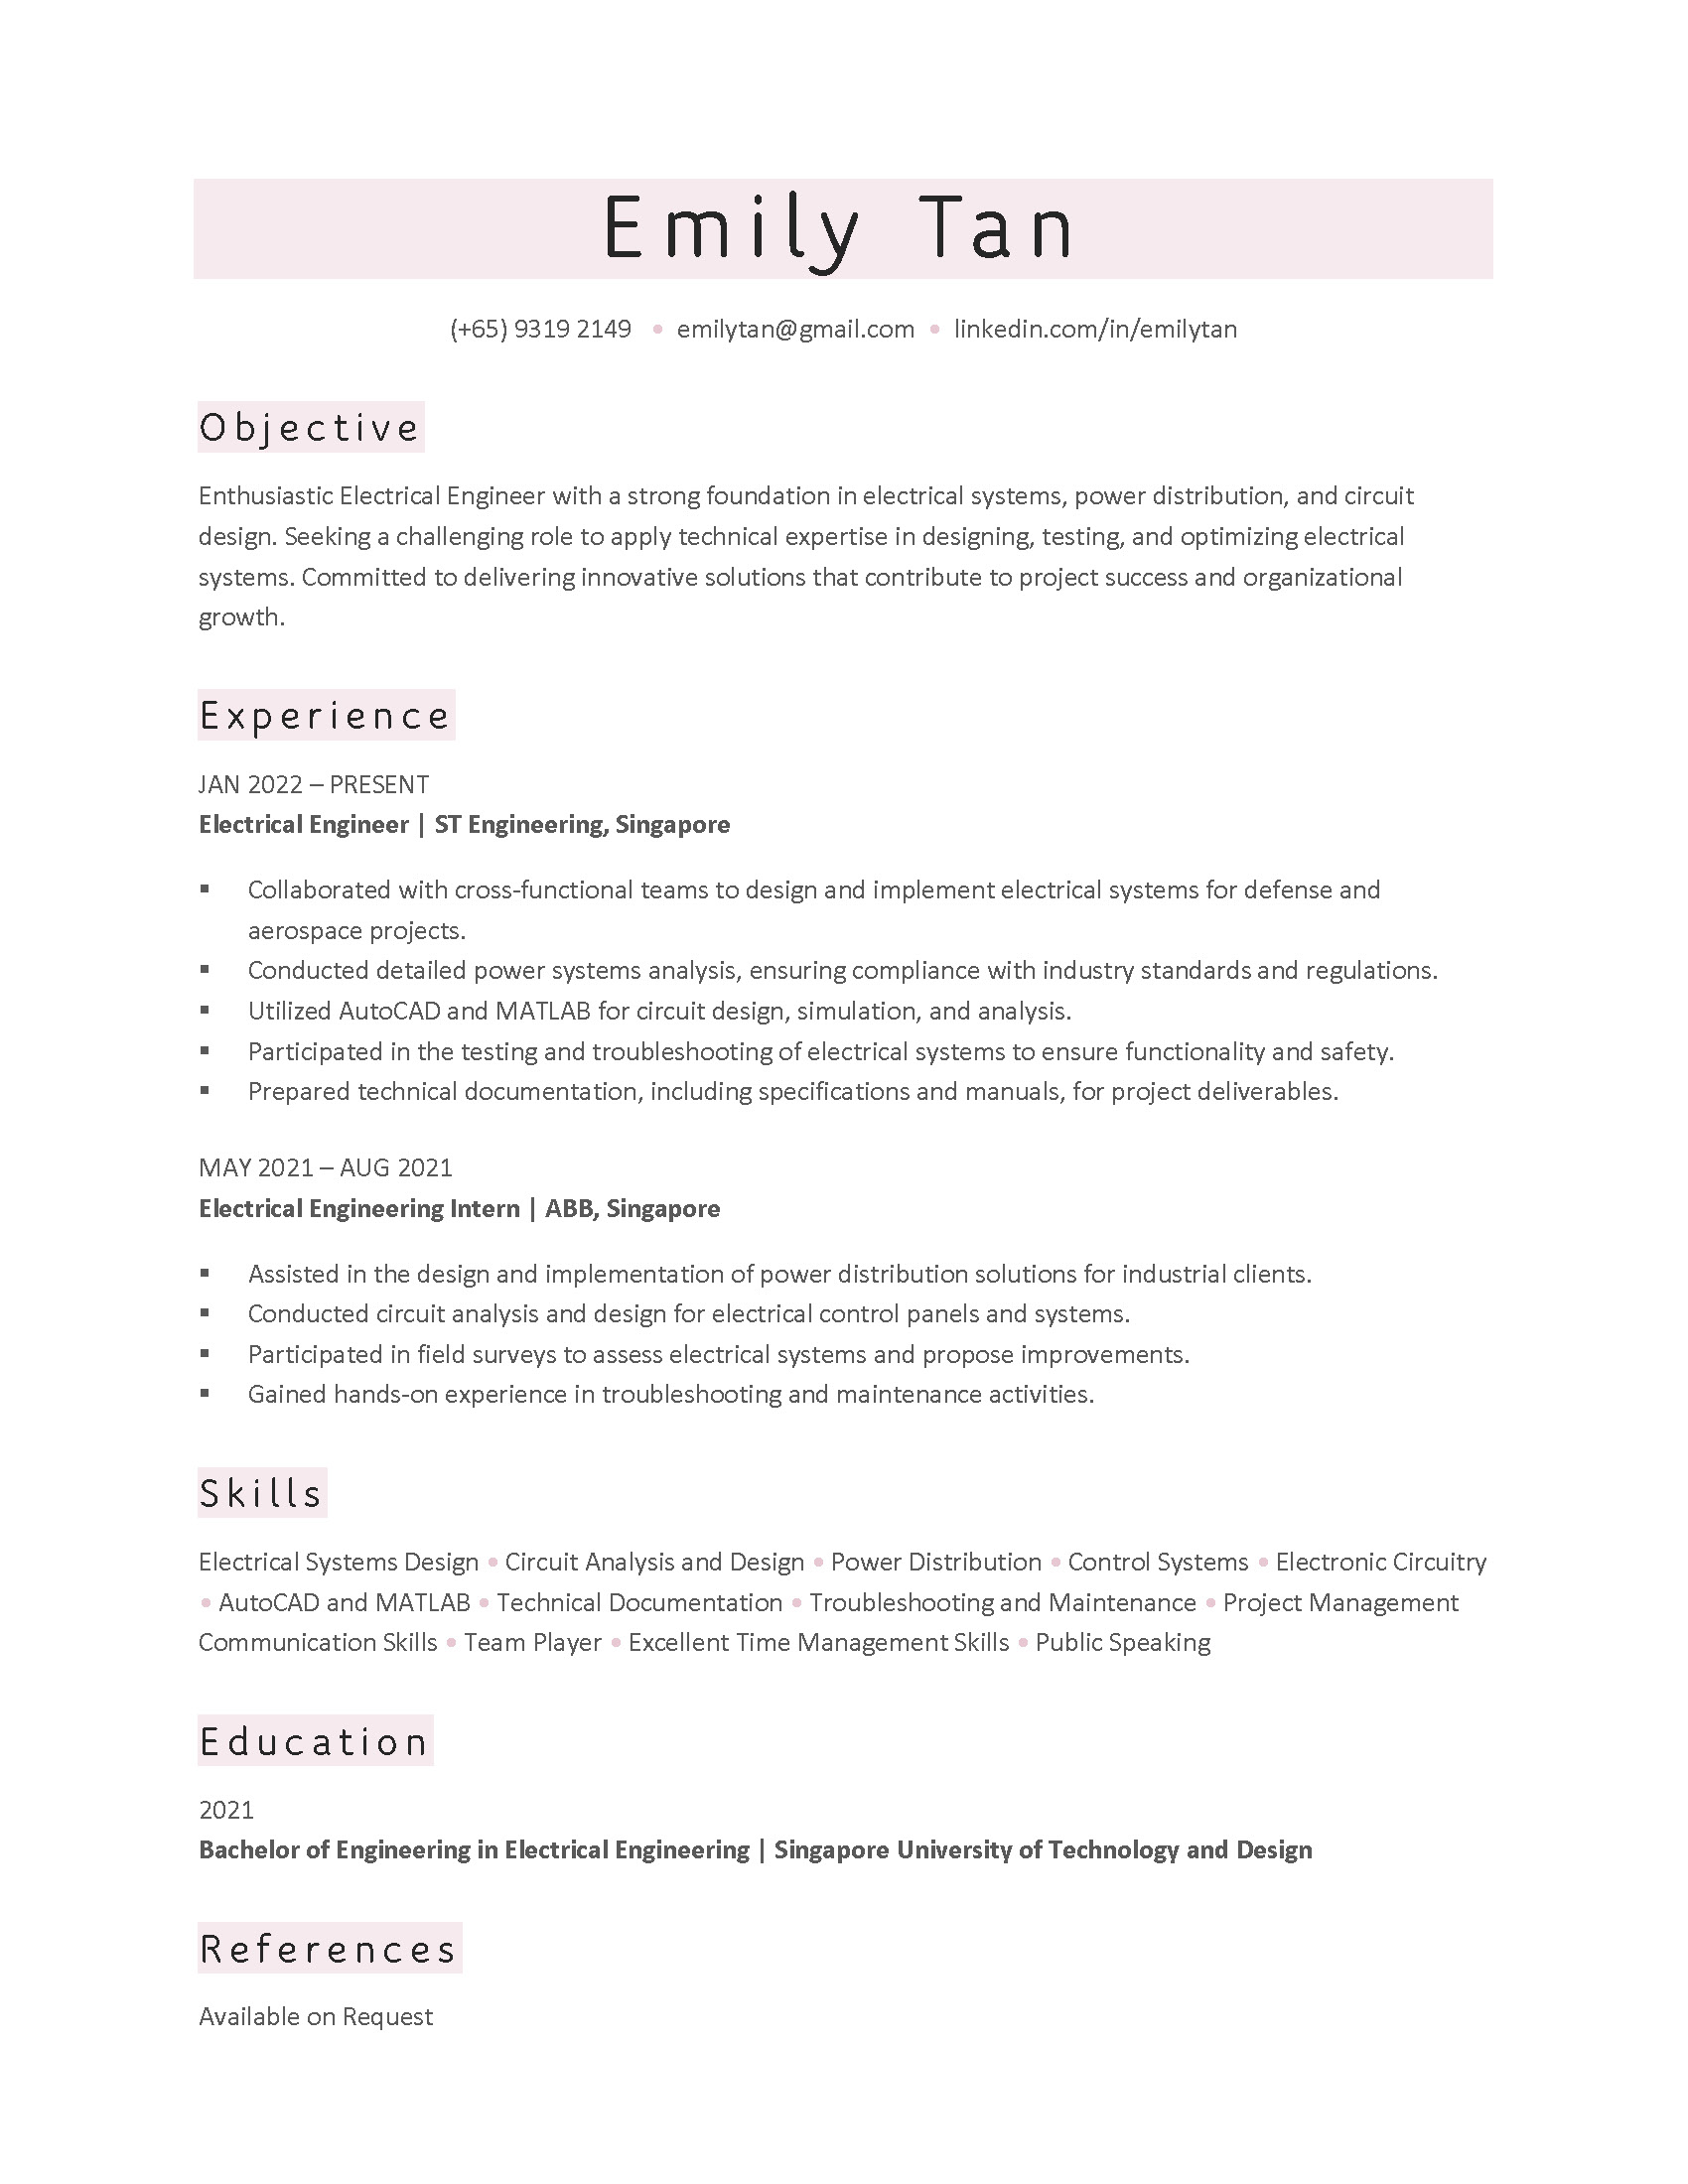 Emily Tan
(+65) 9319 2149 • emilytan@gmail.com • linkedin.com/in/emilytan
Objective
Enthusiastic Electrical Engineer with a strong foundation in electrical systems, power distribution, and circuit
design. Seeking a challenging role to apply technical expertise in designing, testing, and optimizing electrical
systems. Committed to delivering innovative solutions that contribute to project success and organizational
growth.
Experience
JAN 2022 – PRESENT
Electrical Engineer | ST Engineering, Singapore
▪ Collaborated with cross-functional teams to design and implement electrical systems for defense and
aerospace projects.
▪ Conducted detailed power systems analysis, ensuring compliance with industry standards and regulations.
▪ Utilized AutoCAD and MATLAB for circuit design, simulation, and analysis.
▪ Participated in the testing and troubleshooting of electrical systems to ensure functionality and safety.
▪ Prepared technical documentation, including specifications and manuals, for project deliverables.
MAY 2021 – AUG 2021
Electrical Engineering Intern | ABB, Singapore
▪ Assisted in the design and implementation of power distribution solutions for industrial clients.
▪ Conducted circuit analysis and design for electrical control panels and systems.
▪ Participated in field surveys to assess electrical systems and propose improvements.
▪ Gained hands-on experience in troubleshooting and maintenance activities.
Skills
Electrical Systems Design • Circuit Analysis and Design • Power Distribution • Control Systems • Electronic Circuitry
• AutoCAD and MATLAB • Technical Documentation • Troubleshooting and Maintenance • Project Management
Communication Skills • Team Player • Excellent Time Management Skills • Public Speaking
Education
2021
Bachelor of Engineering in Electrical Engineering | Singapore University of Technology and Design
References
Available on Request